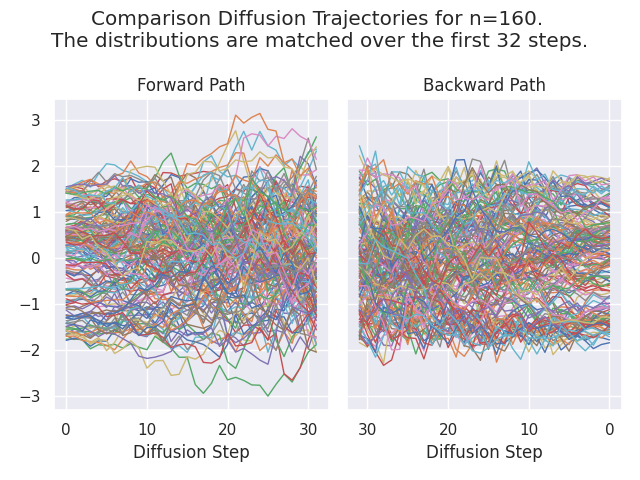 Comparison Diffusion Trajectories for n=160.
The distributions are matched over the first 32 steps.
Forward Path
Backward Path
3
2
1
0
−1
−2
−3
0 10 20 30
30 20 10 0
Diffusion Step
Diffusion Step